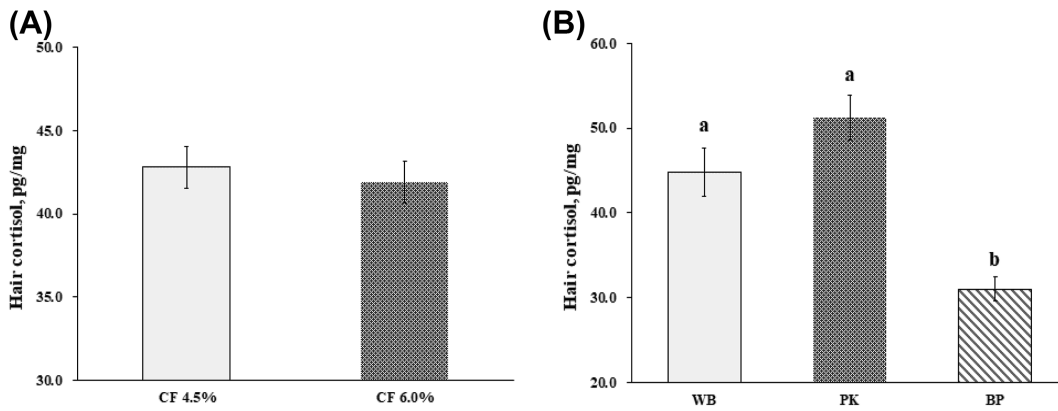 (A)
Hair cortisol, pg/mg
50.0
45.0
40.0
35.0
30.0
CF 4.5%
CF 6.0%
(B)
Hair cortisol, pg/mg
60.0
50.0
40.0
30.0
20.0
a
a
b
WB
PK
BP